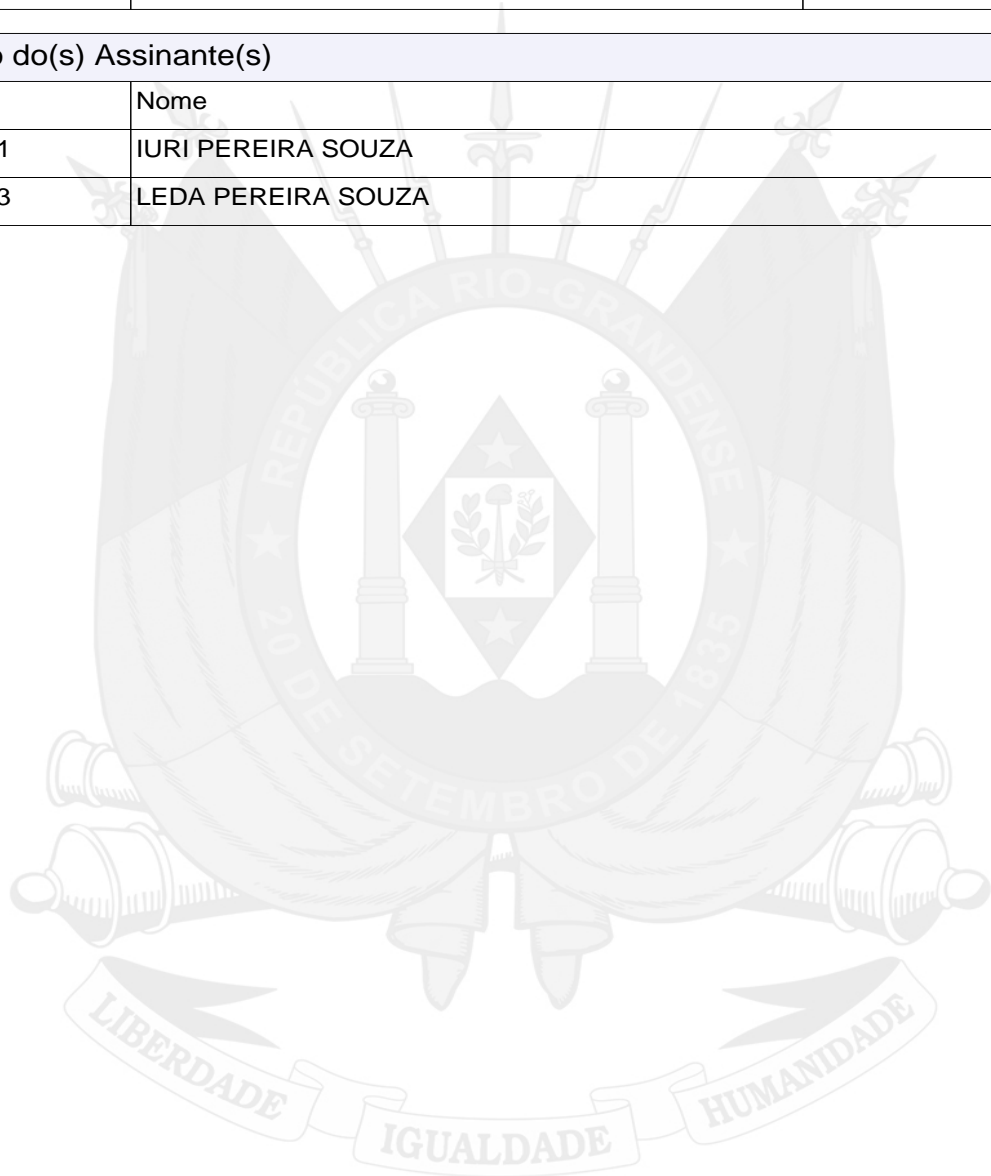 o do(s) Assinante(s)
Nome
1 IURI PEREIRA SOUZA
3 LEDA PEREIRA SOUZA
REPÚBLICA RIO-GRANDENSE
20 DE SETEMBRO DE 1835
LIBERDADE
IGUALDADE
HUMANIDADE